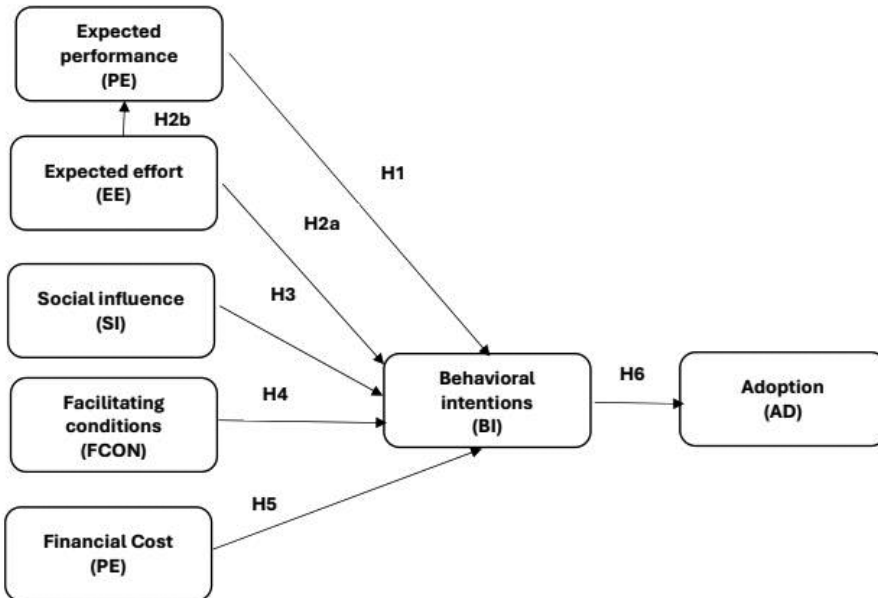 Expected
performance
(PE)
H2b
Expected effort
(EE)
H1
H2a
Social influence
(SI)
H3
Facilitating
conditions
(FCON)
H4
Behavioral
intentions
(BI)
H6
Adoption
(AD)
H5
Financial Cost
(PE)